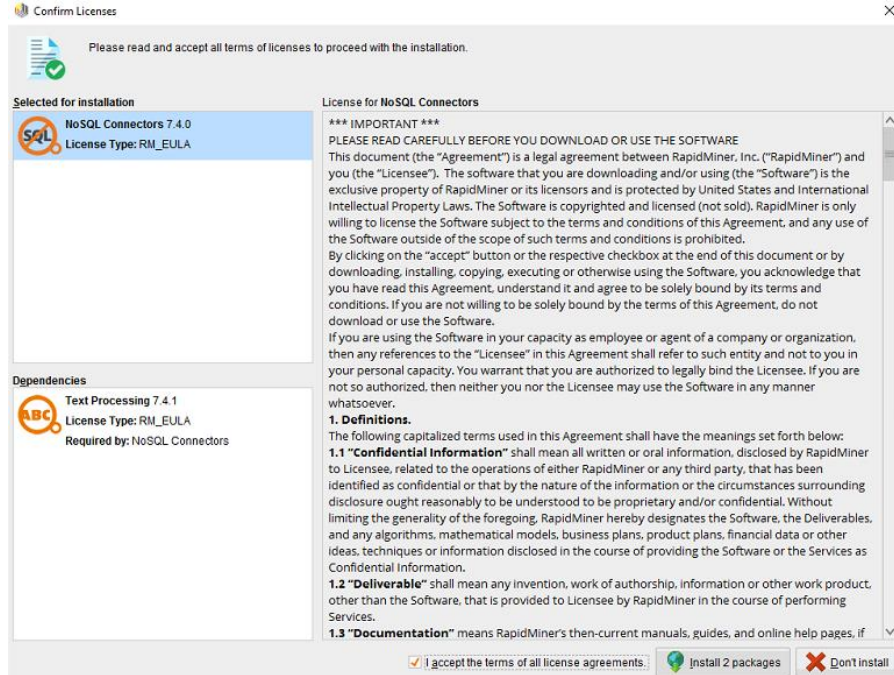 Confirm Licenses
Please read and accept all terms of licenses to proceed with the installation.
Selected for installation
SQL
NoSQL Connectors 7.4.0
License Type: RM_EULA
Dependencies
ABC
Text Processing 7.4.1
License Type: RM_EULA
Required by: NoSQL Connectors
License for NoSQL Connectors
*** IMPORTANT ***
PLEASE READ CAREFULLY BEFORE YOU DOWNLOAD OR USE THE SOFTWARE
This document (the “Agreement”) is a legal agreement between RapidMiner, Inc. (“RapidMiner”) and
you (the “Licensee”). The software that you are downloading and/or using (the “Software”) is the
exclusive property of RapidMiner or its licensors and is protected by United States and International
Intellectual Property Laws. The Software is copyrighted and licensed (not sold). RapidMiner is only
willing to license the Software subject to the terms and conditions of this Agreement, and any use of
the Software outside of the scope of such terms and conditions is prohibited.
By clicking on the “accept” button or the respective checkbox at the end of this document or by
downloading, installing, copying, executing or otherwise using the Software, you acknowledge that
you have read this Agreement, understand it and agree to be solely bound by its terms and
conditions. If you are not willing to be solely bound by the terms of this Agreement, do not
download or use the Software.
If you are using the Software in your capacity as employee or agent of a company or organization,
then any references to the “Licensee” in this Agreement shall refer to such entity and not to you in
your personal capacity. You warrant that you are authorized to legally bind the Licensee. If you are
not so authorized, then neither you nor the Licensee may use the Software in any manner
whatsoever.
1. Definitions.
The following capitalized terms used in this Agreement shall have the meanings set forth below:
1.1 “Confidential Information” shall mean all written or oral information, disclosed by RapidMiner
to Licensee, related to the operations of either RapidMiner or any third party, that has been
identified as confidential or that by the nature of the information or the circumstances surrounding
disclosure ought reasonably to be understood to be proprietary and/or confidential. Without
limiting the generality of the foregoing, RapidMiner hereby designates the Software, the Deliverables,
and any algorithms, mathematical models, business plans, product plans, financial data or other
ideas, techniques or information disclosed in the course of providing the Software or the Services as
Confidential Information.
1.2 “Deliverable” shall mean any invention, work of authorship, information or other work product,
other than the Software, that is provided to Licensee by RapidMiner in the course of performing
Services.
1.3 “Documentation” means RapidMiner’s then-current manuals, guides, and online help pages, if
I accept the terms of all license agreements.
Install 2 packages
Don't install